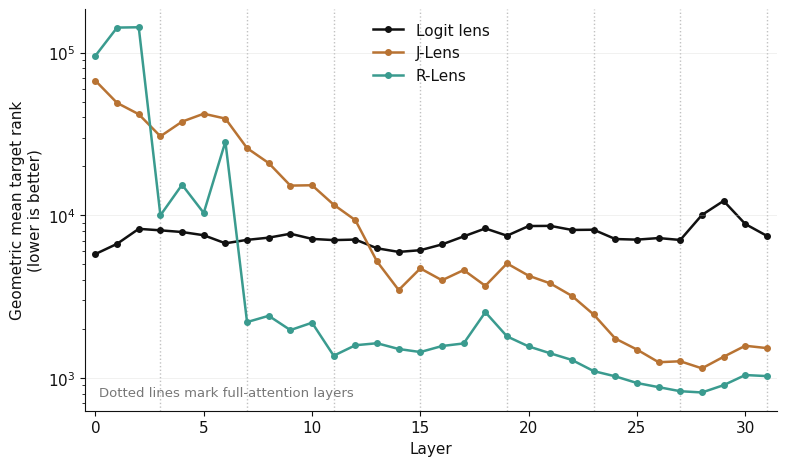 Geometric mean target rank
(lower is better)
10⁵
10⁴
10³
Logit lens
J-Lens
R-Lens
Dotted lines mark full-attention layers
0 5 10 15 20 25 30
Layer